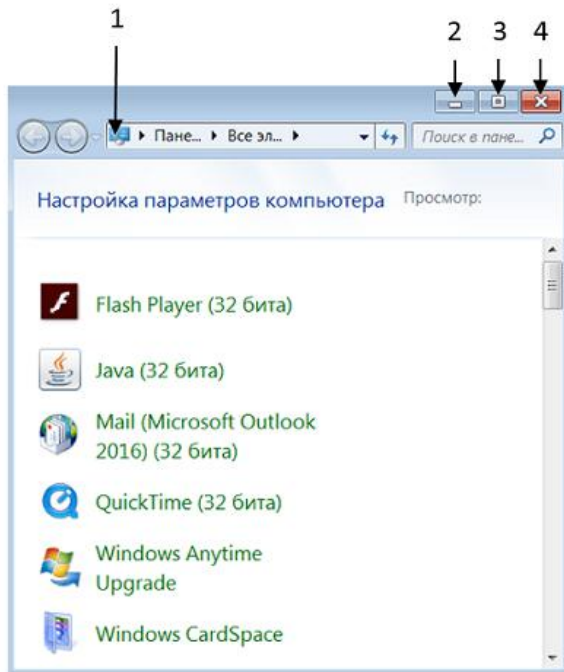 1
2 3 4
Пане... Все эл... Поиск в пане...
Настройка параметров компьютера Просмотр:
Flash Player (32 бита)
Java (32 бита)
Mail (Microsoft Outlook
2016) (32 бита)
QuickTime (32 бита)
Windows Anytime
Upgrade
Windows CardSpace